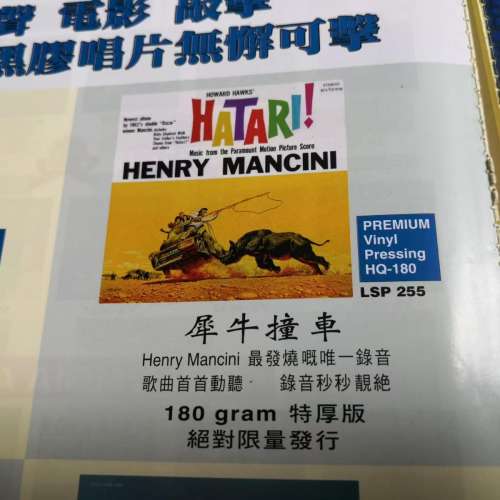 聲 電影 敲擊
黑膠唱片無懈可擊
HOWARD HAWKS'
HATARI!
Music from the Paramount Motion Picture Score
HENRY MANCINI
PREMIUM
Vinyl
Pressing
HQ-180
LSP 255
犀牛撞車
Henry Mancini 最發燒嘅唯一錄音
歌曲首首動聽· 錄音秒秒靚絕
180 gram 特厚版
絕對限量發行